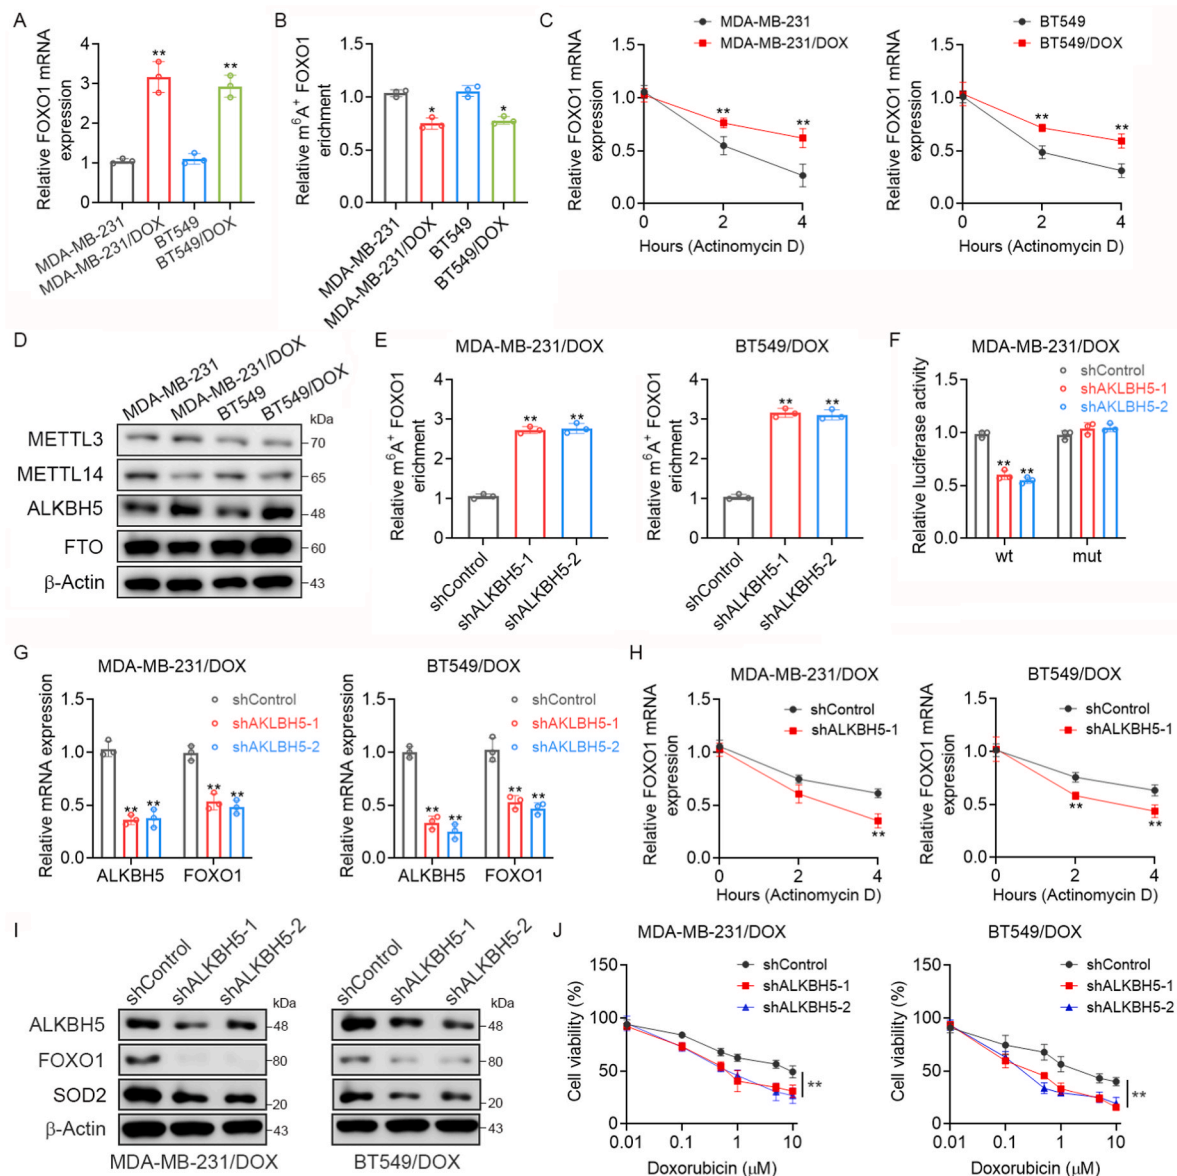 A
Relative FOXO1 mRNA
expression
4
3
2
1
0
**
**
MDA-MB-231
MDA-MB-231/DOX
BT549
BT549/DOX
B
Relative m⁶A⁺ FOXO1
enrichment
1.5
1.0
0.5
0.0
*
*
MDA-MB-231
MDA-MB-231/DOX
BT549
BT549/DOX
C
MDA-MB-231
MDA-MB-231/DOX
Relative FOXO1 mRNA
expression
1.5
1.0
0.5
0.0
**
**
0 2 4
Hours (Actinomycin D)
BT549
BT549/DOX
Relative FOXO1 mRNA
expression
1.5
1.0
0.5
0.0
**
**
0 2 4
Hours (Actinomycin D)
D
MDA-MB-231
MDA-MB-231/DOX
BT549
BT549/DOX
kDa
METTL3 70
METTL14 65
ALKBH5 48
FTO 60
β-Actin 43
E
MDA-MB-231/DOX
Relative m⁶A⁺ FOXO1
enrichment
4
3
2
1
0
**
**
shControl
shALKBH5-1
shALKBH5-2
BT549/DOX
Relative m⁶A⁺ FOXO1
enrichment
4
3
2
1
0
**
**
shControl
shALKBH5-1
shALKBH5-2
F
MDA-MB-231/DOX
shControl
shAKLBH5-1
shAKLBH5-2
Relative luciferase activity
1.5
1.0
0.5
0.0
**
**
wt mut
G
MDA-MB-231/DOX
shControl
shAKLBH5-1
shAKLBH5-2
Relative mRNA expression
1.5
1.0
0.5
0.0
** **
** **
ALKBH5 FOXO1
BT549/DOX
shControl
shAKLBH5-1
shAKLBH5-2
Relative mRNA expression
1.5
1.0
0.5
0.0
** **
** **
ALKBH5 FOXO1
H
MDA-MB-231/DOX
shControl
shALKBH5-1
Relative FOXO1 mRNA
expression
1.5
1.0
0.5
0.0
**
0 2 4
Hours (Actinomycin D)
BT549/DOX
shControl
shALKBH5-1
Relative FOXO1 mRNA
expression
1.5
1.0
0.5
0.0
**
**
0 2 4
Hours (Actinomycin D)
I
shControl
shALKBH5-1
shALKBH5-2
kDa
ALKBH5 48
FOXO1 80
SOD2 20
β-Actin 43
MDA-MB-231/DOX
shControl
shALKBH5-1
shALKBH5-2
kDa
48
80
20
43
BT549/DOX
J
MDA-MB-231/DOX
shControl
shALKBH5-1
shALKBH5-2
Cell viability (%)
150
100
50
0
**
0.01 0.1 1 10
Doxorubicin (μM)
BT549/DOX
shControl
shALKBH5-1
shALKBH5-2
Cell viability (%)
150
100
50
0
**
0.01 0.1 1 10
Doxorubicin (μM)